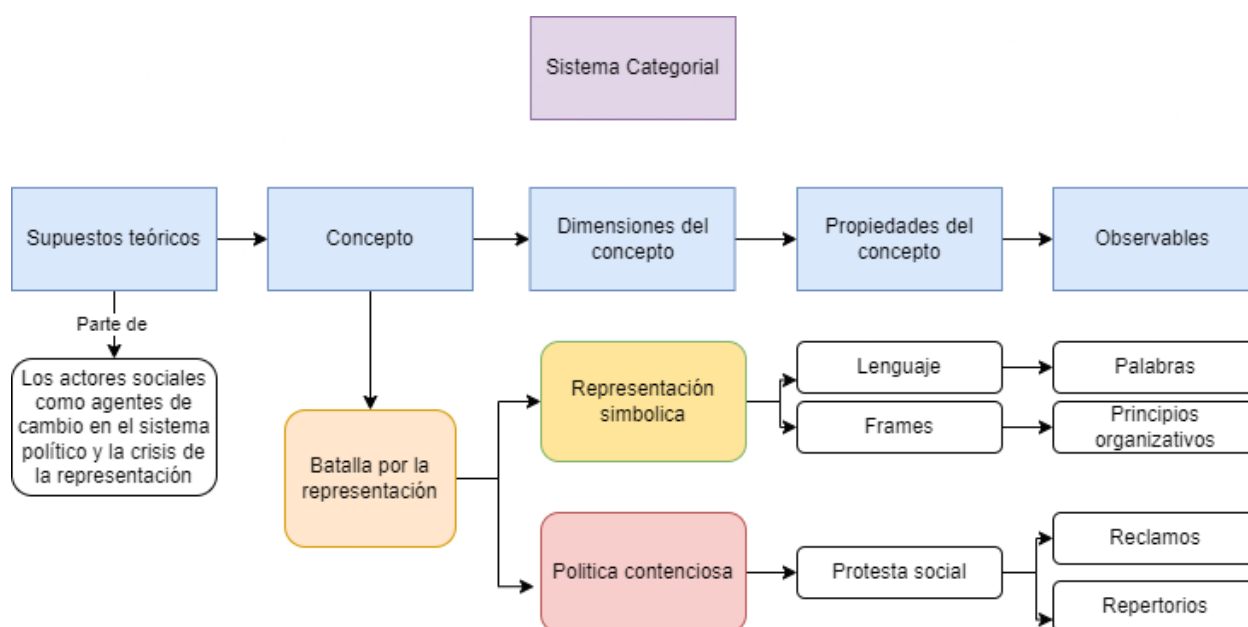 Sistema Categorial
Supuestos teóricos
Concepto
Dimensiones del
concepto
Propiedades del
concepto
Observables
Parte de
Los actores sociales
como agentes de
cambio en el sistema
político y la crisis de
la representación
Batalla por la
representación
Representación
simbolica
Lenguaje
Palabras
Frames
Principios
organizativos
Politica contenciosa
Protesta social
Reclamos
Repertorios